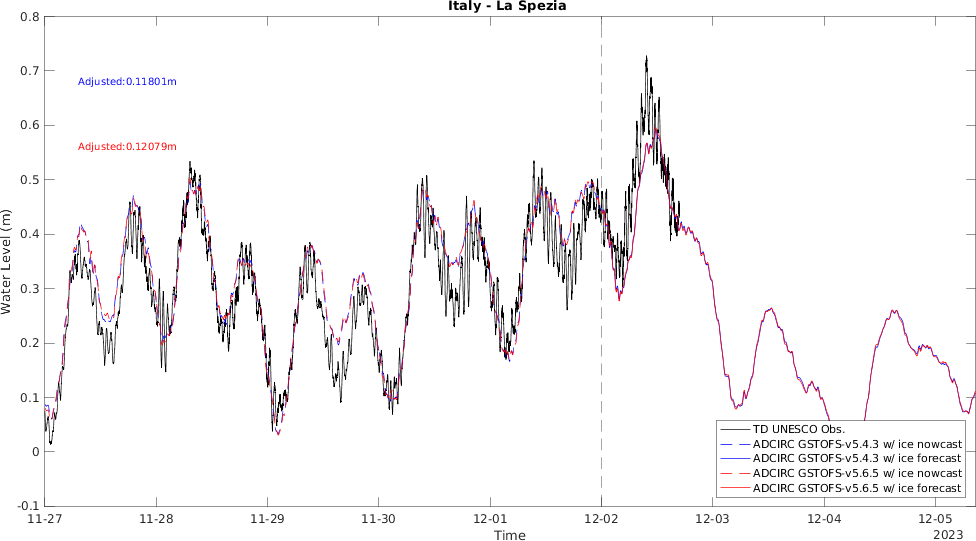 Italy - La Spezia
0.8
0.7
Adjusted:0.11801m
0.6
Adjusted:0.12079m
0.5
0.4
0.3
0.2
0.1
0
-0.1
Water Level (m)
TD UNESCO Obs.
ADCIRC GSTOFS-v5.4.3 w/ ice nowcast
ADCIRC GSTOFS-v5.4.3 w/ ice forecast
ADCIRC GSTOFS-v5.6.5 w/ ice nowcast
ADCIRC GSTOFS-v5.6.5 w/ ice forecast
11-27 11-28 11-29 11-30 12-01 12-02 12-03 12-04 12-05
Time
2023